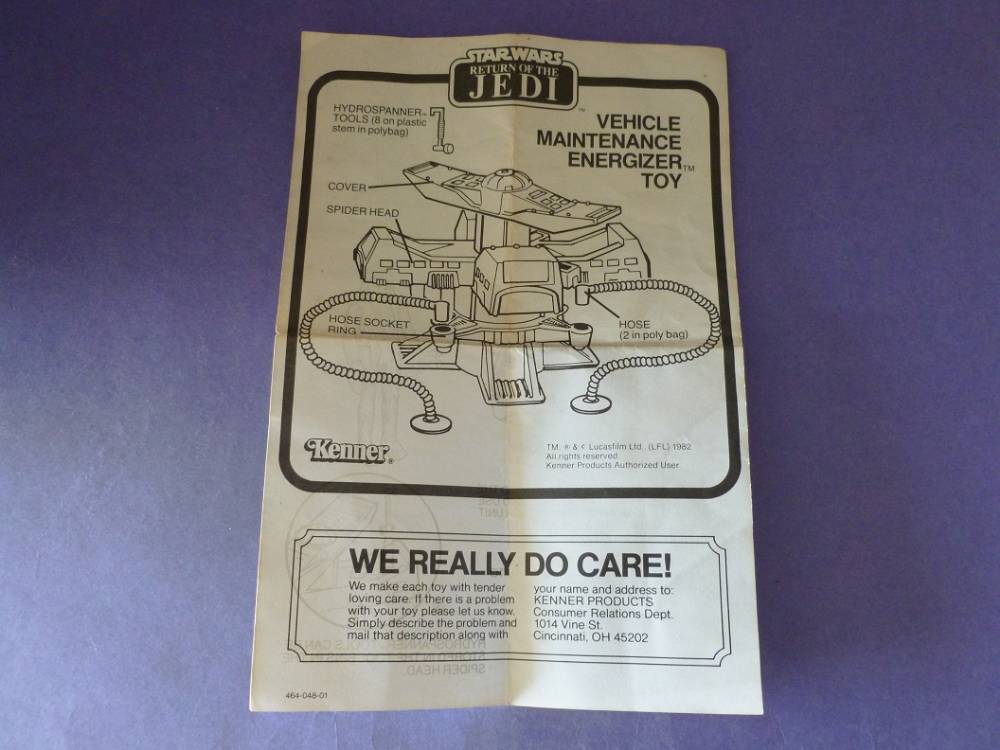 STAR WARS
RETURN OF THE
JEDI
TM
HYDROSPANNER™
TOOLS (8 on plastic
stem in polybag)
VEHICLE
MAINTENANCE
ENERGIZER™
TOY
COVER
SPIDER HEAD
HOSE SOCKET
RING
HOSE
(2 in poly bag)
Kenner®
TM, ® & © Lucasfilm Ltd. (LFL) 1982
All rights reserved
Kenner Products Authorized User
WE REALLY DO CARE!
We make each toy with tender
loving care. If there is a problem
with your toy please let us know.
Simply describe the problem and
mail that description along with
your name and address to:
KENNER PRODUCTS
Consumer Relations Dept.
1014 Vine St.
Cincinnati, OH 45202
464-048-01